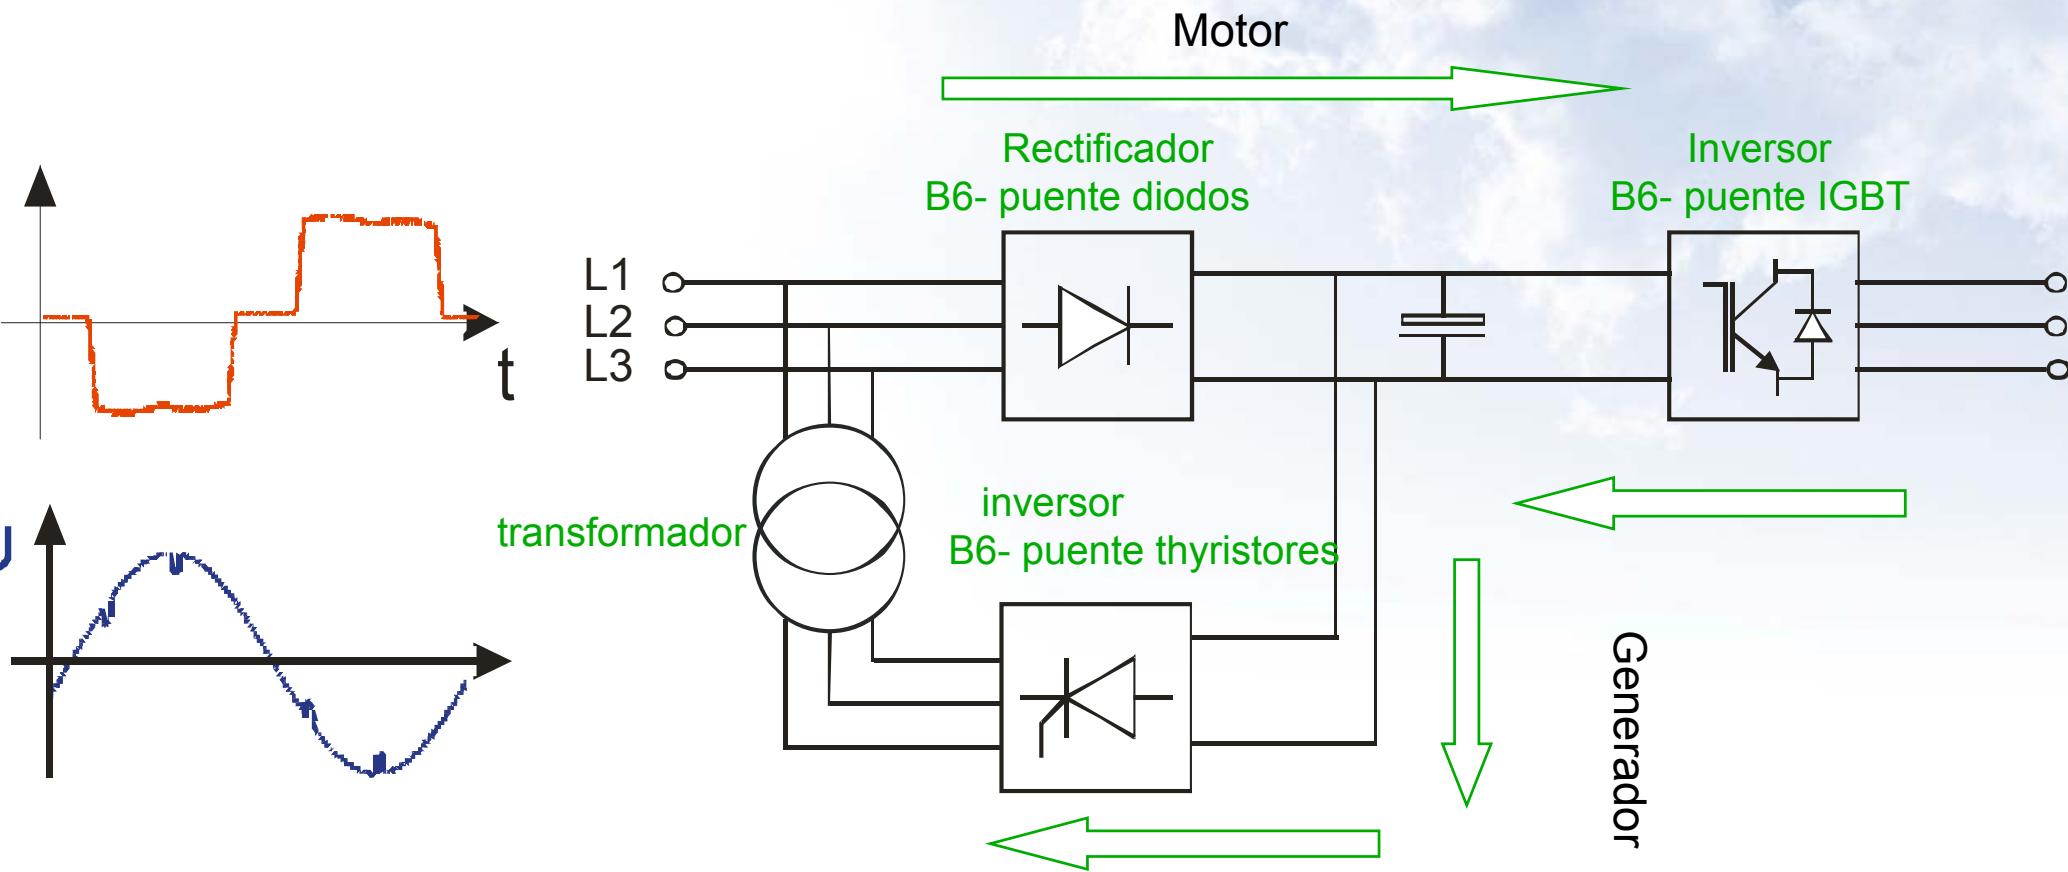 Motor
Rectificador
B6- puente diodos
Inversor
B6- puente IGBT
L1
L2
L3
t
transformador
inversor
B6- puente thyristores
Generador